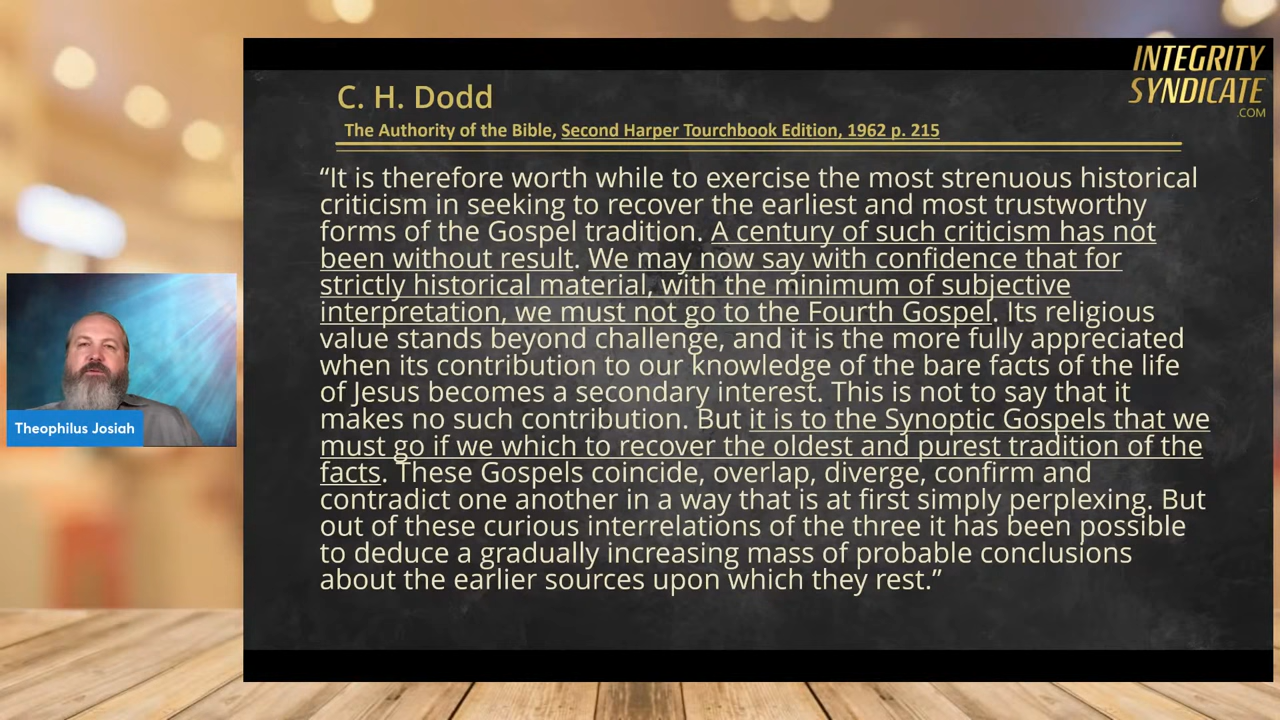 INTEGRITY
SYNDICATE
.COM
C. H. Dodd
The Authority of the Bible, Second Harper Tourchbook Edition, 1962 p. 215
“It is therefore worth while to exercise the most strenuous historical
criticism in seeking to recover the earliest and most trustworthy
forms of the Gospel tradition. A century of such criticism has not
been without result. We may now say with confidence that for
strictly historical material, with the minimum of subjective
interpretation, we must not go to the Fourth Gospel. Its religious
value stands beyond challenge, and it is the more fully appreciated
when its contribution to our knowledge of the bare facts of the life
of Jesus becomes a secondary interest. This is not to say that it
makes no such contribution. But it is to the Synoptic Gospels that we
must go if we which to recover the oldest and purest tradition of the
facts. These Gospels coincide, overlap, diverge, confirm and
contradict one another in a way that is at first simply perplexing. But
out of these curious interrelations of the three it has been possible
to deduce a gradually increasing mass of probable conclusions
about the earlier sources upon which they rest.”
Theophilus Josiah